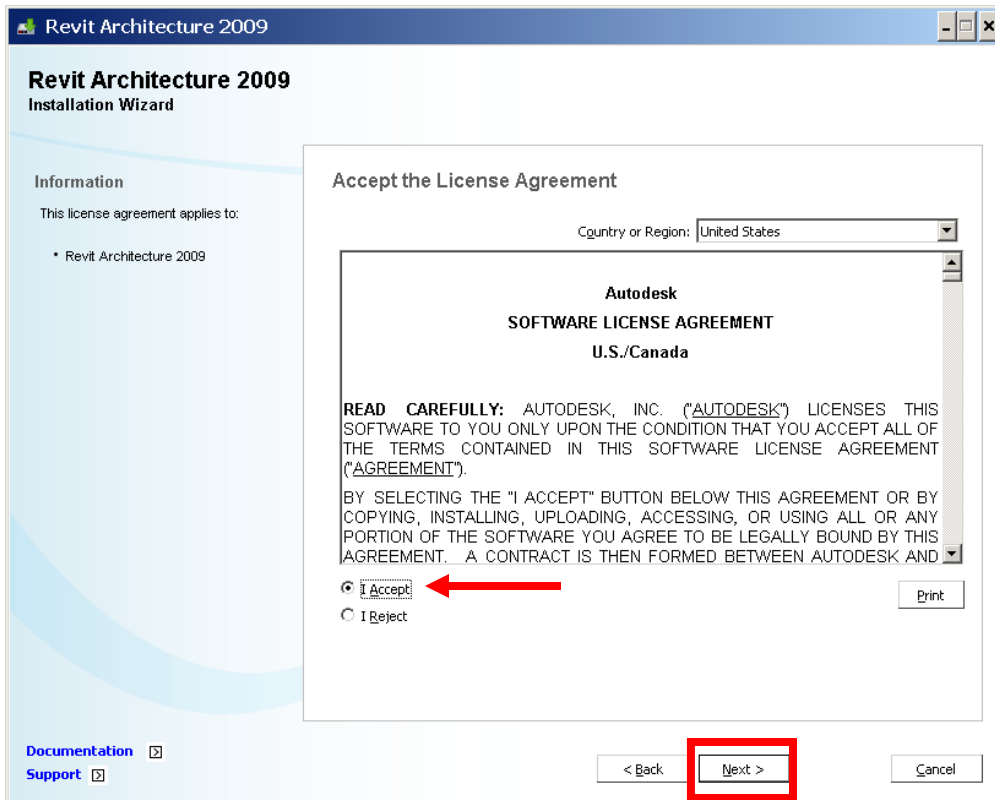 Revit Architecture 2009
Revit Architecture 2009
Installation Wizard
Information
This license agreement applies to:
• Revit Architecture 2009
Accept the License Agreement
Country or Region: United States
Autodesk
SOFTWARE LICENSE AGREEMENT
U.S./Canada
READ CAREFULLY: AUTODESK, INC. ("AUTODESK") LICENSES THIS
SOFTWARE TO YOU ONLY UPON THE CONDITION THAT YOU ACCEPT ALL OF
THE TERMS CONTAINED IN THIS SOFTWARE LICENSE AGREEMENT
("AGREEMENT").
BY SELECTING THE "I ACCEPT" BUTTON BELOW THIS AGREEMENT OR BY
COPYING, INSTALLING, UPLOADING, ACCESSING, OR USING ALL OR ANY
PORTION OF THE SOFTWARE YOU AGREE TO BE LEGALLY BOUND BY THIS
AGREEMENT. A CONTRACT IS THEN FORMED BETWEEN AUTODESK AND
I Accept
I Reject
Print
Documentation
Support
< Back
Next >
Cancel